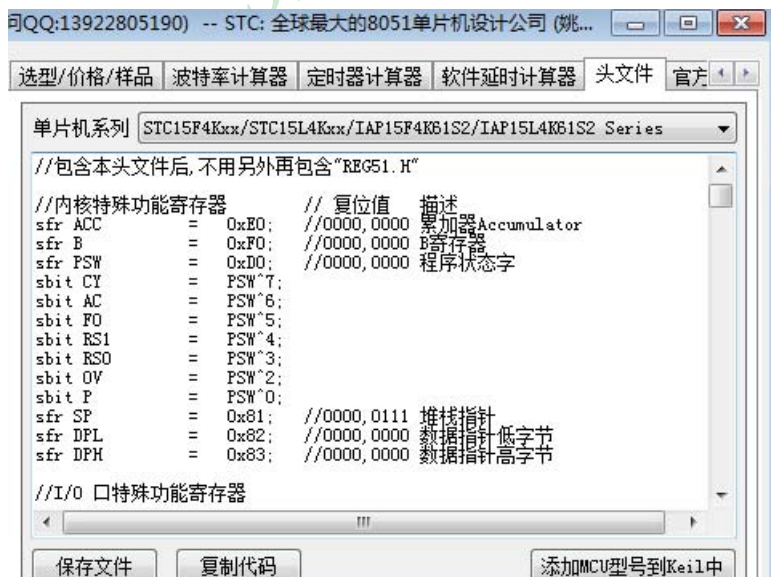 问QQ:13922805190) -- STC: 全球最大的8051单片机设计公司 (姚...
选型/价格/样品 波特率计算器 定时器计算器 软件延时计算器 头文件 官方
单片机系列 STC15F4Kxx/STC15L4Kxx/IAP15F4K61S2/IAP15L4K61S2 Series
//包含本头文件后,不用另外再包含"REG51.H"
//内核特殊功能寄存器 // 复位值 描述
sfr ACC = 0xE0; //0000,0000 累加器Accumulator
sfr B = 0xF0; //0000,0000 B寄存器
sfr PSW = 0xD0; //0000,0000 程序状态字
sbit CY = PSW^7;
sbit AC = PSW^6;
sbit F0 = PSW^5;
sbit RS1 = PSW^4;
sbit RS0 = PSW^3;
sbit OV = PSW^2;
sbit P = PSW^0;
sfr SP = 0x81; //0000,0111 堆栈指针
sfr DPL = 0x82; //0000,0000 数据指针低字节
sfr DPH = 0x83; //0000,0000 数据指针高字节
//I/O 口特殊功能寄存器
保存文件 复制代码 添加MCU型号到Keil中